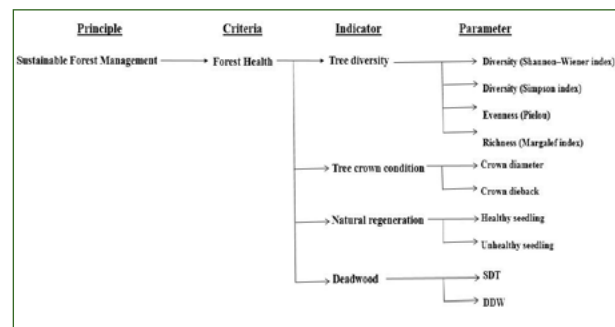 Principle Criteria Indicator Parameter
Sustainable Forest Management Forest Health Tree diversity Diversity (Shannon–Wiener index)
Diversity (Simpson index)
Evenness (Pielou)
Richness (Margalef index)
Tree crown condition Crown diameter
Crown dieback
Natural regeneration Healthy seedling
Unhealthy seedling
Deadwood SDT
DDW